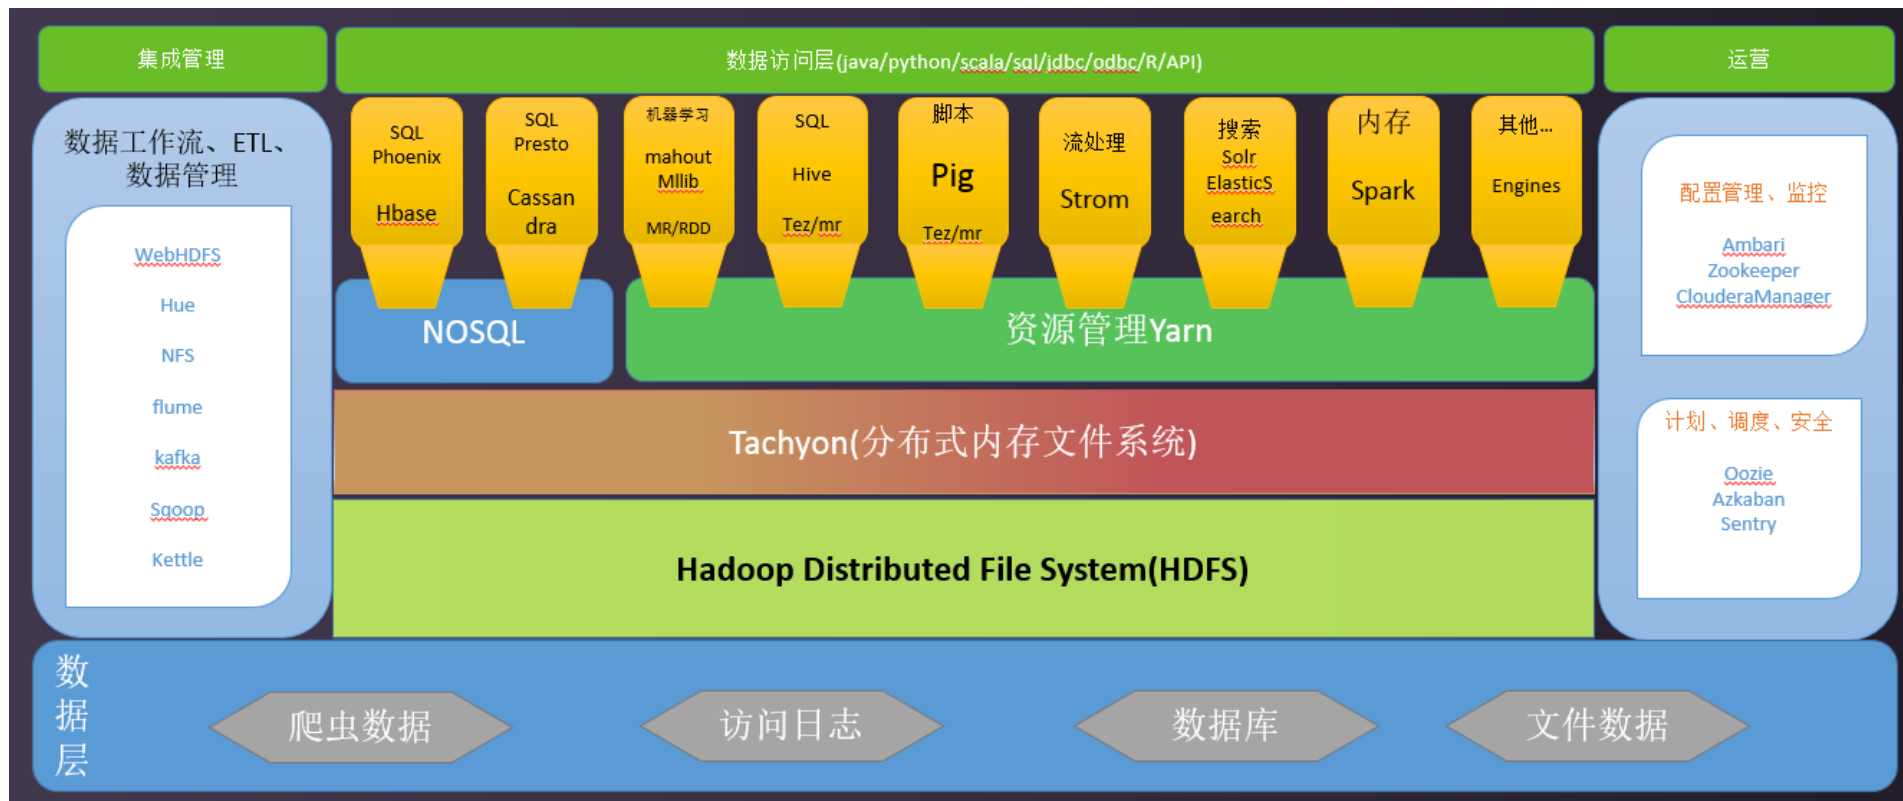 集成管理
数据访问层(java/python/scala/sql/jdbc/odbc/R/API)
运营
数据工作流、ETL、
数据管理
WebHDFS
Hue
NFS
flume
kafka
Sqoop
Kettle
SQL
Phoenix
Hbase
SQL
Presto
Cassan
dra
机器学习
mahout
Mllib
MR/RDD
SQL
Hive
Tez/mr
脚本
Pig
Tez/mr
流处理
Strom
搜索
Solr
ElasticS
earch
内存
Spark
其他...
Engines
NOSQL
资源管理Yarn
Tachyon(分布式内存文件系统)
Hadoop Distributed File System(HDFS)
配置管理、监控
Ambari
Zookeeper
ClouderaManager
计划、调度、安全
Oozie
Azkaban
Sentry
数
据
层
爬虫数据
访问日志
数据库
文件数据